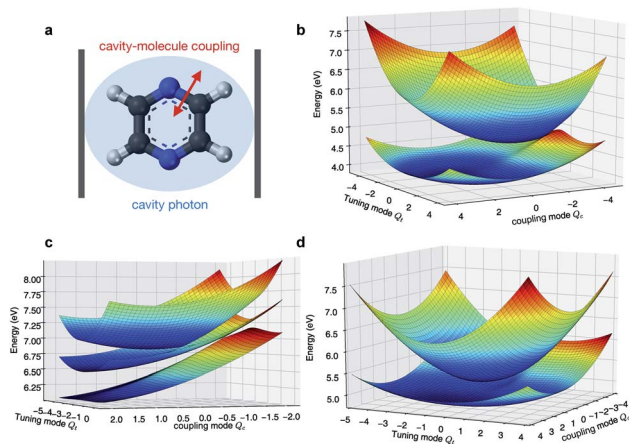 a
cavity-molecule coupling
cavity photon
b
Energy (eV)
7.5
7.0
6.5
6.0
5.5
5.0
4.5
4.0
-4 -2 0 2 4
Tuning mode Qt
4 2 0 -2 -4
coupling mode Qc
c
Energy (eV)
8.00
7.75
7.50
7.25
7.00
6.75
6.50
6.25
-5-4-3-2-1 0
Tuning mode Qt
2.0 1.5 1.0 0.5 0.0 -0.5 -1.0 -1.5 -2.0
coupling mode Qc
d
Energy (eV)
7.5
7.0
6.5
6.0
5.5
5.0
-5 -4 -3 -2 -1 0 1 2 3 4
Tuning mode Qt
4 3 2 1 0 -1-2-3-4
coupling mode Qc